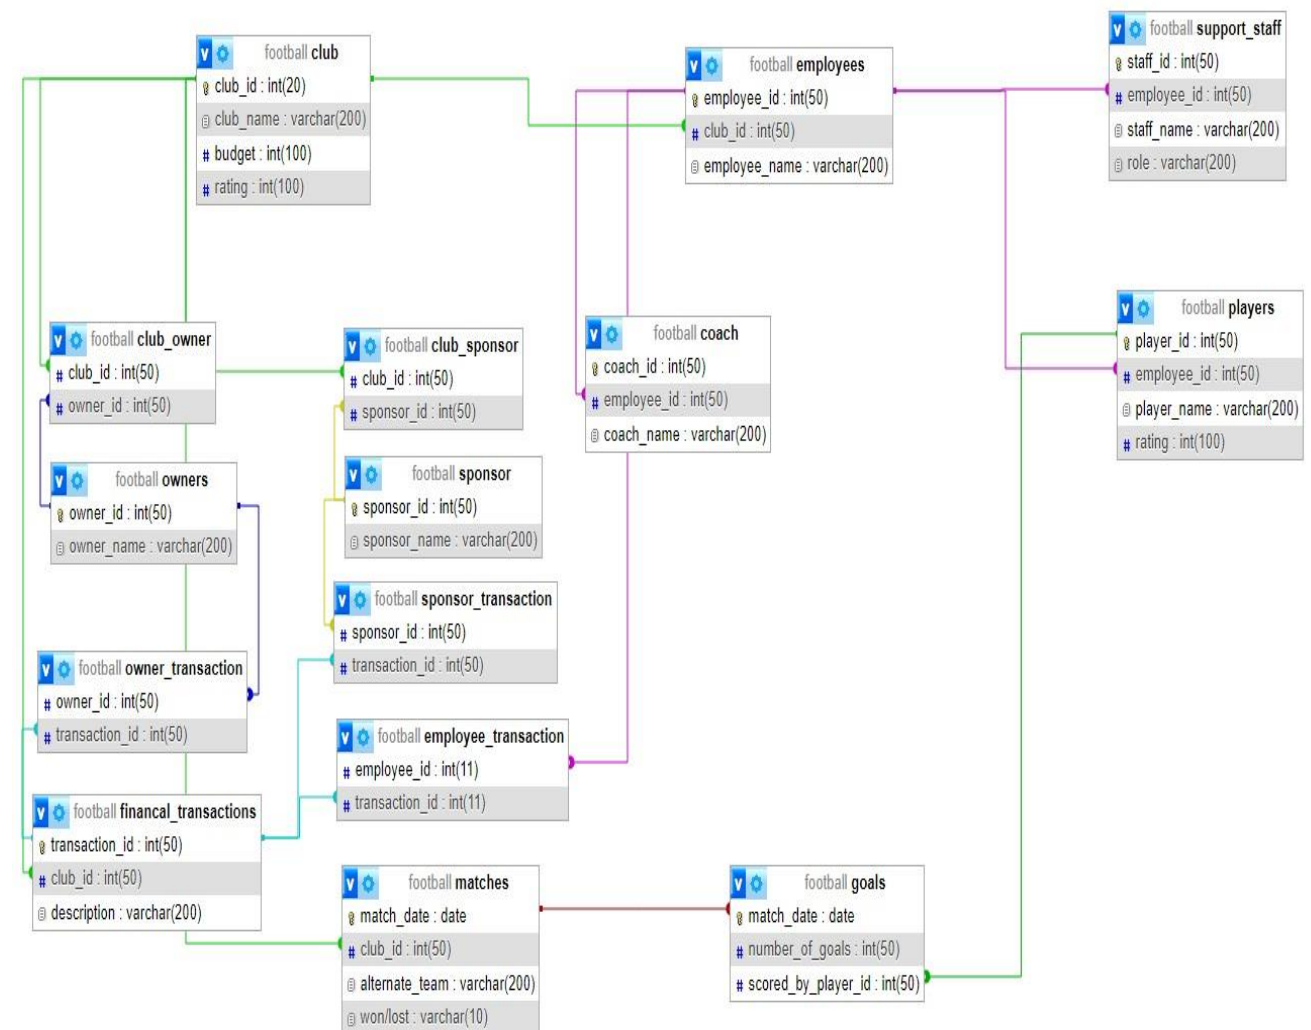 football club
club_id : int(20)
club_name : varchar(200)
budget : int(100)
rating : int(100)
football employees
employee_id : int(50)
club_id : int(50)
employee_name : varchar(200)
football support_staff
staff_id : int(50)
employee_id : int(50)
staff_name : varchar(200)
role : varchar(200)
football club_owner
club_id : int(50)
owner_id : int(50)
football club_sponsor
club_id : int(50)
sponsor_id : int(50)
football coach
coach_id : int(50)
employee_id : int(50)
coach_name : varchar(200)
football players
player_id : int(50)
employee_id : int(50)
player_name : varchar(200)
rating : int(100)
football owners
owner_id : int(50)
owner_name : varchar(200)
football sponsor
sponsor_id : int(50)
sponsor_name : varchar(200)
football sponsor_transaction
sponsor_id : int(50)
transaction_id : int(50)
football owner_transaction
owner_id : int(50)
transaction_id : int(50)
football employee_transaction
employee_id : int(11)
transaction_id : int(11)
football financal_transactions
transaction_id : int(50)
club_id : int(50)
description : varchar(200)
football matches
match_date : date
club_id : int(50)
alternate_team : varchar(200)
won/lost : varchar(10)
football goals
match_date : date
number_of_goals : int(50)
scored_by_player_id : int(50)